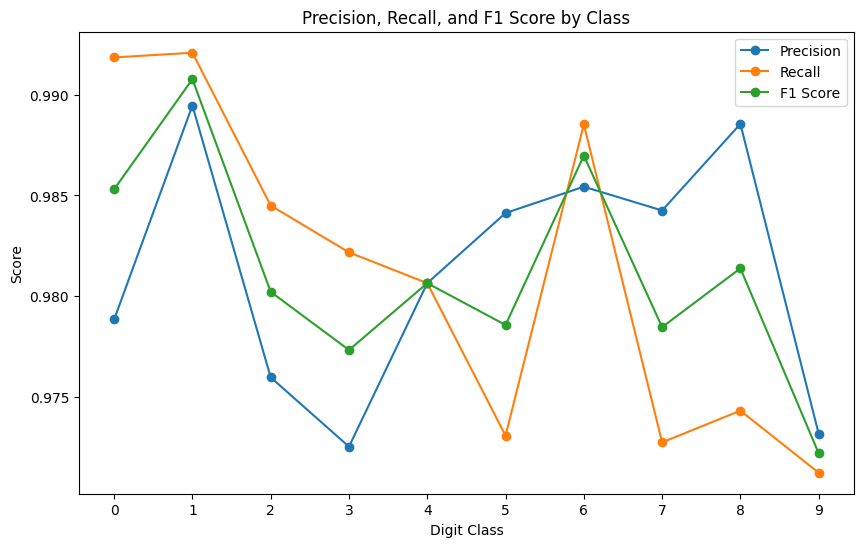 Precision, Recall, and F1 Score by Class
Precision
Recall
F1 Score
Score
0.990
0.985
0.980
0.975
0 1 2 3 4 5 6 7 8 9
Digit Class